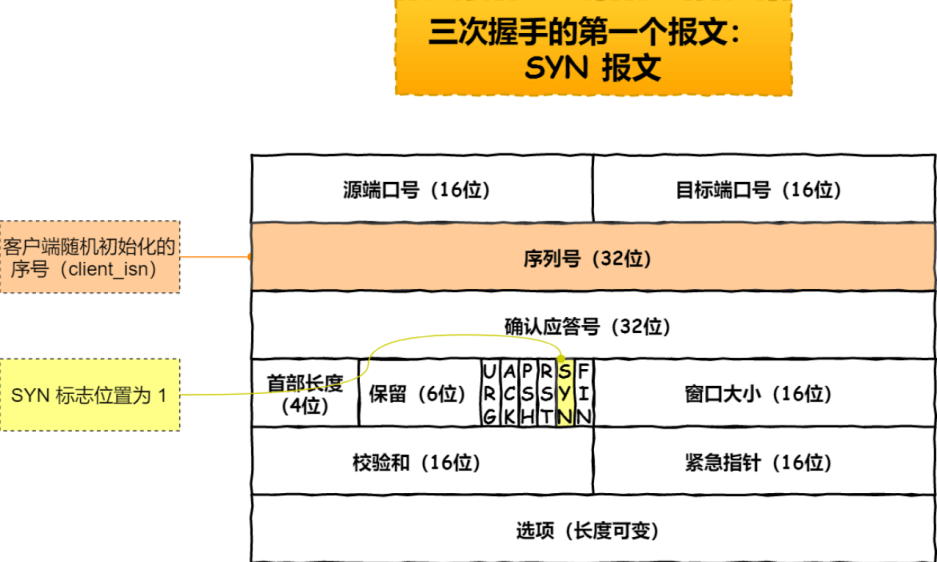 三次握手的第一个报文：
SYN 报文
源端口号（16位）
目标端口号（16位）
客户端随机初始化的
序号（client_isn）
序列号（32位）
确认应答号（32位）
SYN 标志位置为 1
首部长度
（4位）
保留（6位）
URG
ACK
PSH
RST
SYN
FIN
窗口大小（16位）
校验和（16位）
紧急指针（16位）
选项（长度可变）